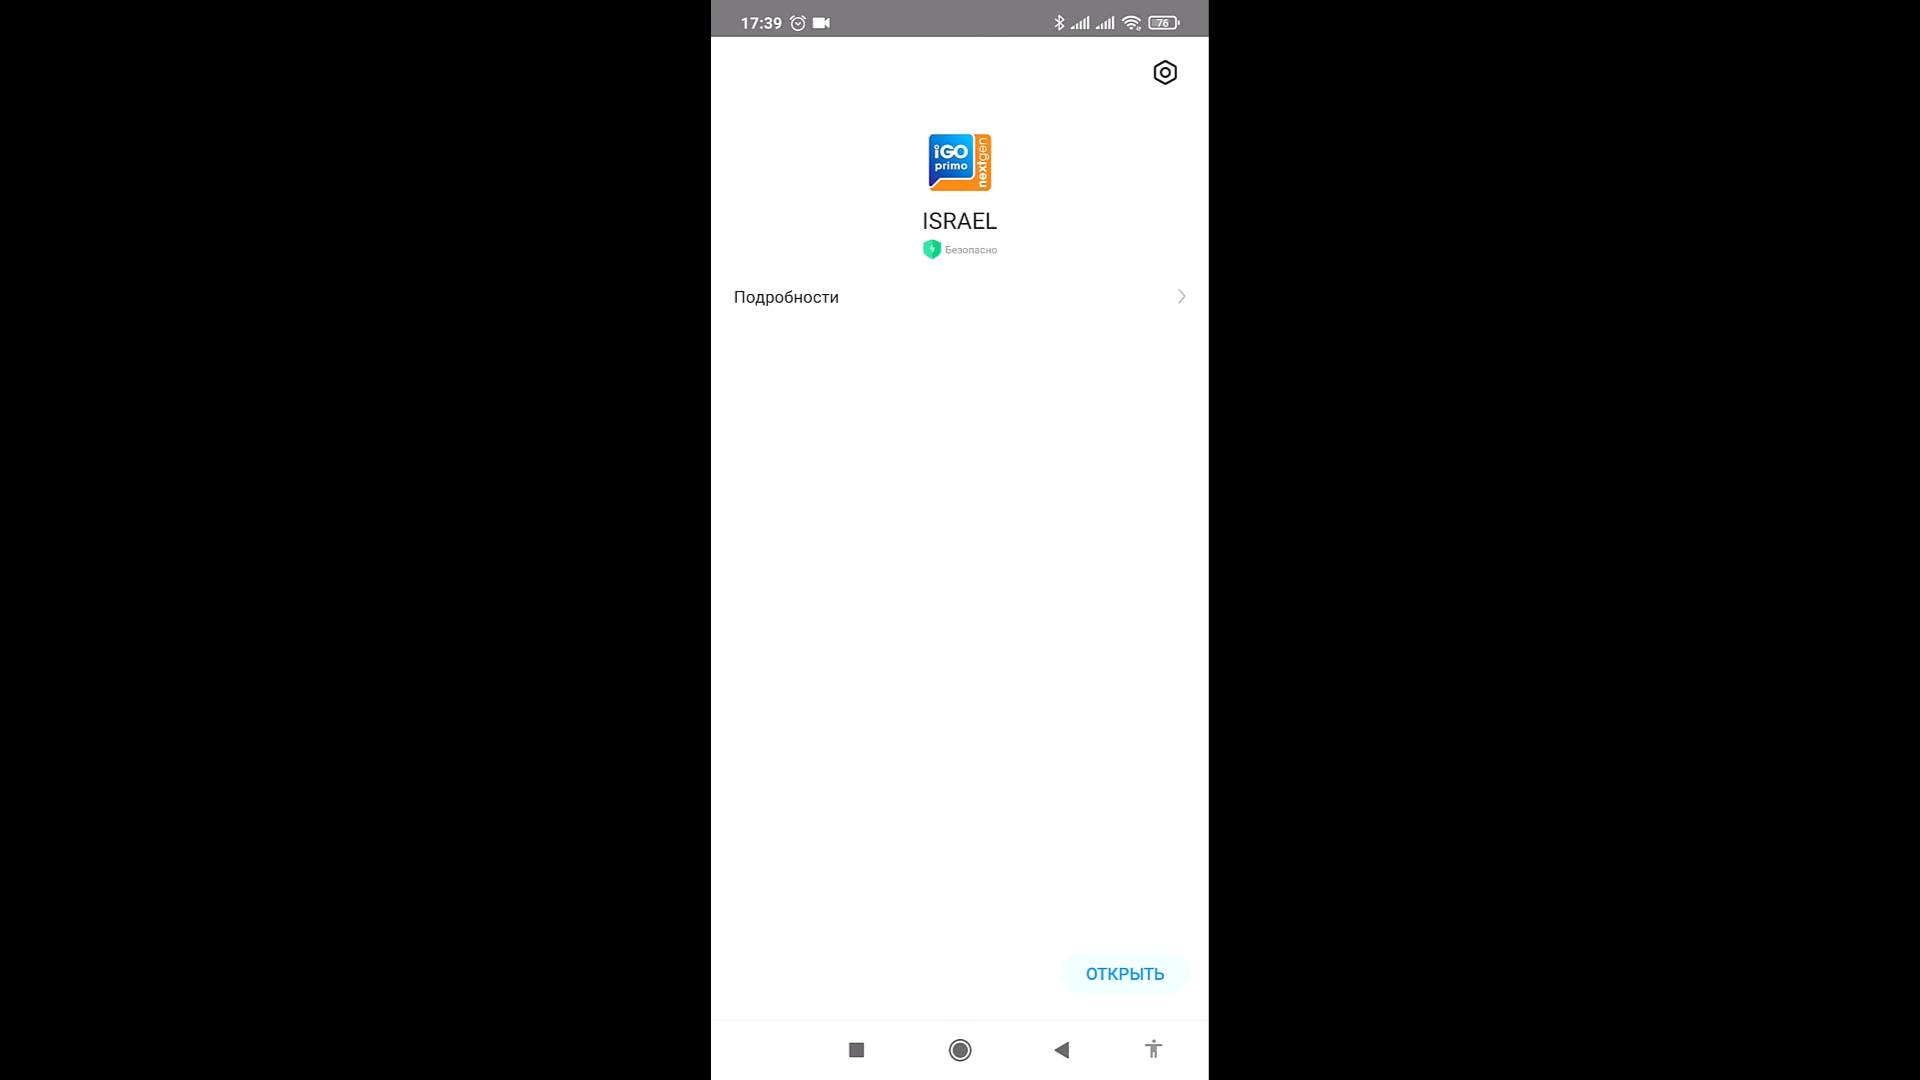 17:39
76
iGO
primo
nextgen
ISRAEL
Безопасно
Подробности
ОТКРЫТЬ